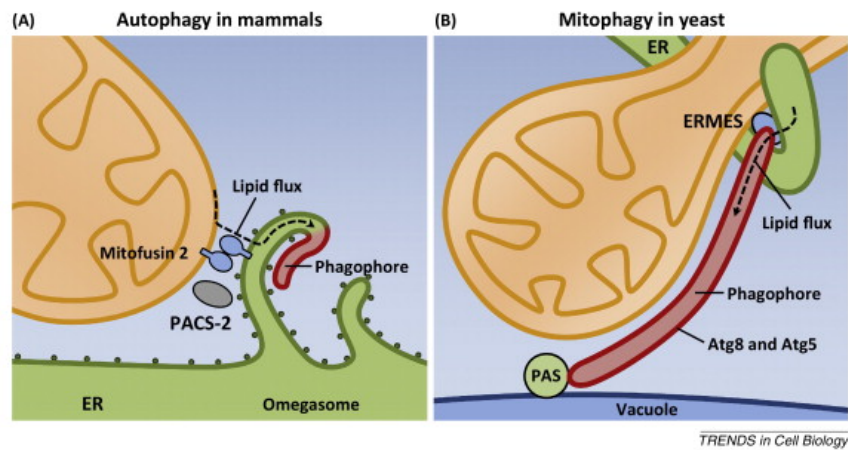 (A) Autophagy in mammals
Lipid flux
Mitofusin 2
Phagophore
PACS-2
ER
Omegasome
(B) Mitophagy in yeast
ER
ERMES
Lipid flux
Phagophore
Atg8 and Atg5
PAS
Vacuole
TRENDS in Cell Biology